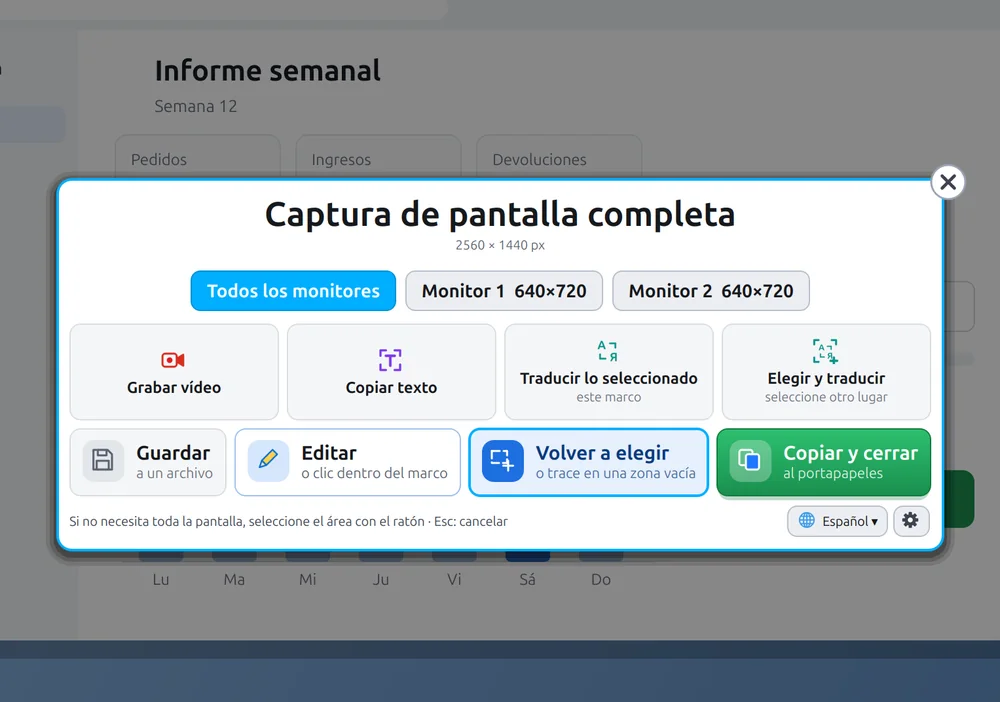 Informe semanal
Semana 12
Pedidos Ingresos Devoluciones
Captura de pantalla completa
2560 × 1440 px
Todos los monitores Monitor 1 640×720 Monitor 2 640×720
Grabar vídeo
Copiar texto
Traducir lo seleccionado
este marco
Elegir y traducir
seleccione otro lugar
Guardar
a un archivo
Editar
o clic dentro del marco
Volver a elegir
o trace en una zona vacía
Copiar y cerrar
al portapapeles
Si no necesita toda la pantalla, seleccione el área con el ratón · Esc: cancelar
Español ▾
Lu Ma Mi Ju Vi Sá Do